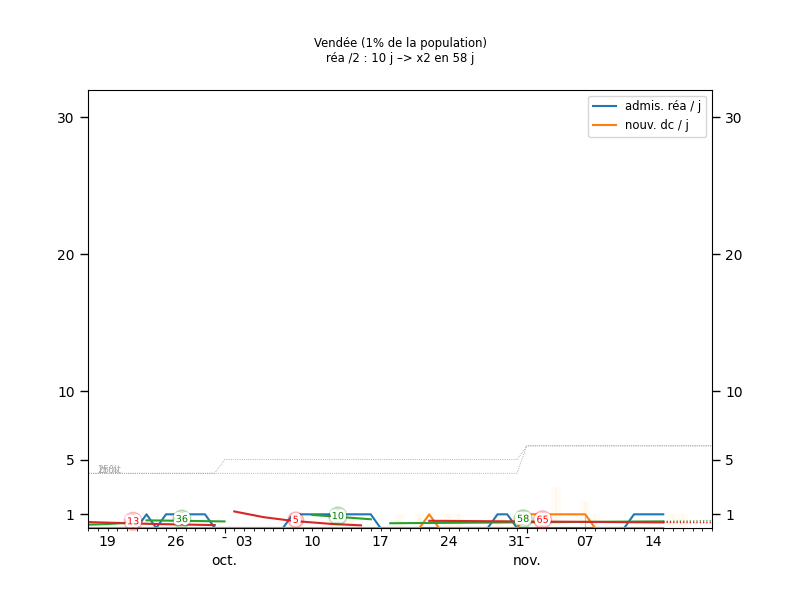 Vendée (1% de la population)
réa /2 : 10 j –> x2 en 58 j
admis. réa / j
nouv. dc / j
30 30
20 20
10 10
5 5
1 1
13 36 5 10 58 65
19 26 - 03 10 17 24 31 - 07 14
oct. nov.